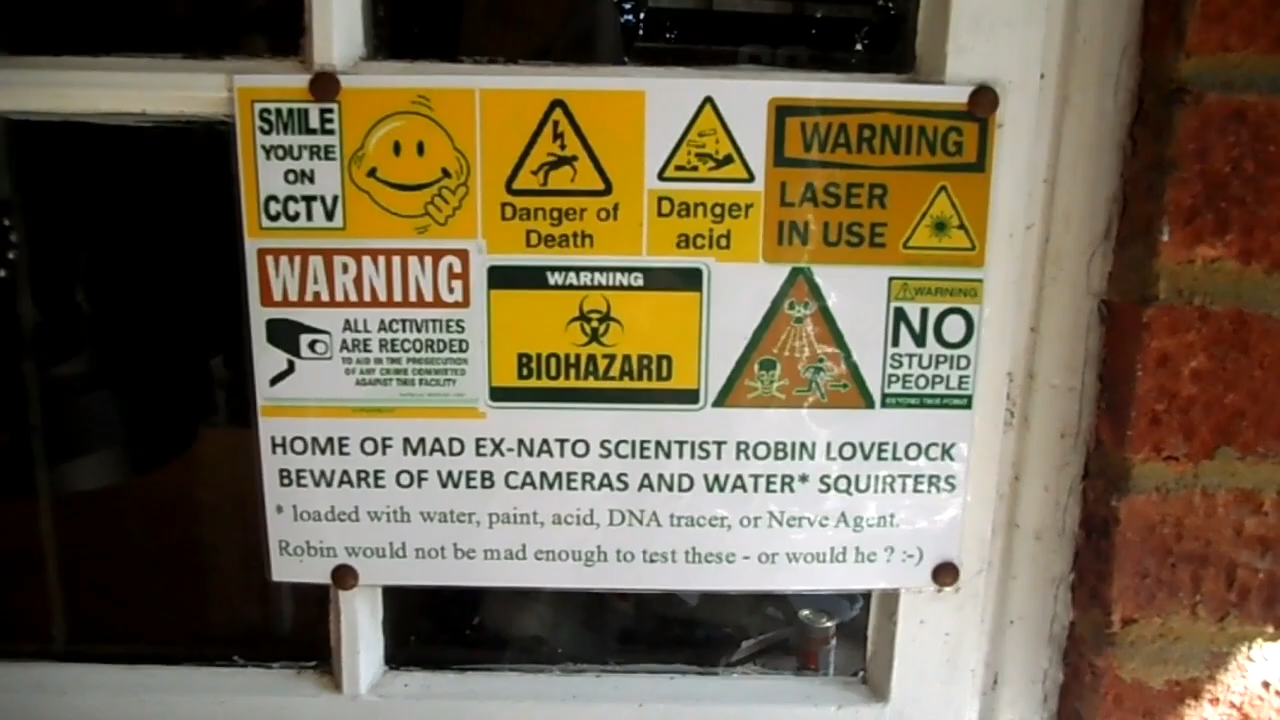 SMILE
YOU'RE
ON
CCTV
Danger of
Death
Danger
acid
WARNING
LASER
IN USE
WARNING
ALL ACTIVITIES
ARE RECORDED
TO AID IN THE PROSECUTION
OF ANY CRIME COMMITTED
AGAINST THIS FACILITY
WARNING
BIOHAZARD
WARNING
NO
STUPID
PEOPLE
BEYOND THIS POINT
HOME OF MAD EX-NATO SCIENTIST ROBIN LOVELOCK
BEWARE OF WEB CAMERAS AND WATER* SQUIRTERS
* loaded with water, paint, acid, DNA tracer, or Nerve Agent.
Robin would not be mad enough to test these - or would he ? :-)